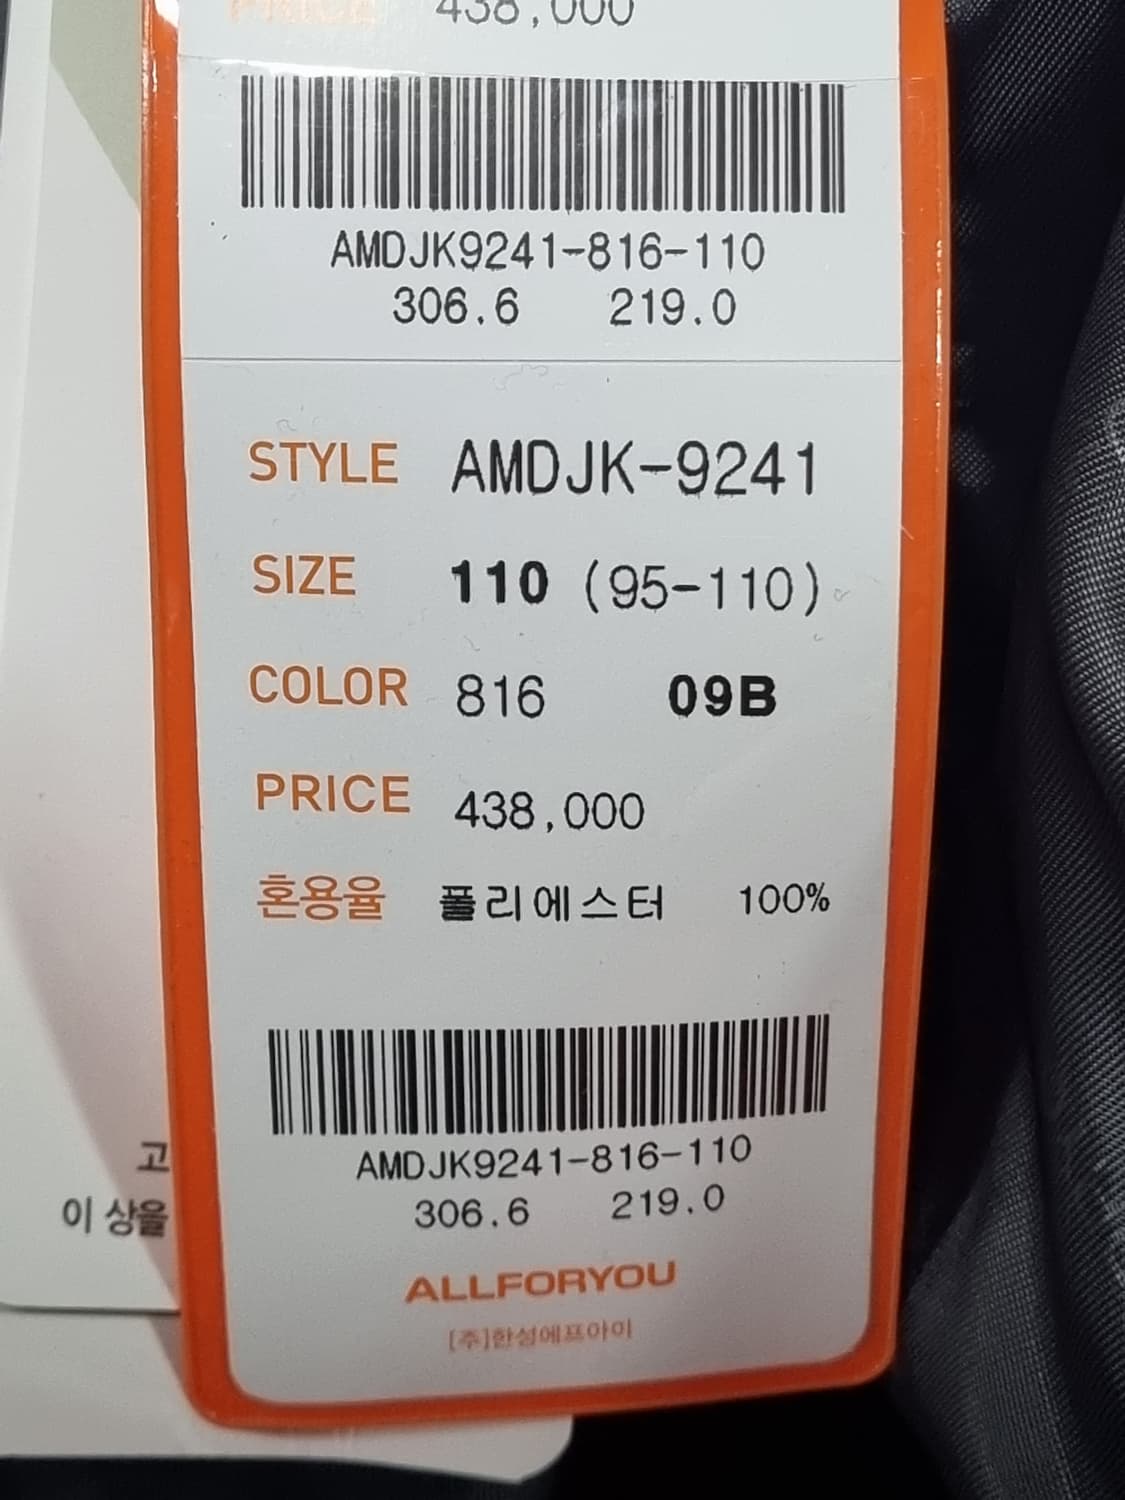 PRICE 438,000
AMDJK9241-816-110
306.6 219.0
STYLE AMDJK-9241
SIZE 110 (95-110)
COLOR 816 09B
PRICE 438,000
혼용율 폴리에스터 100%
고
이 상을
AMDJK9241-816-110
306.6 219.0
ALLFORYOU
[주]한성에프아이